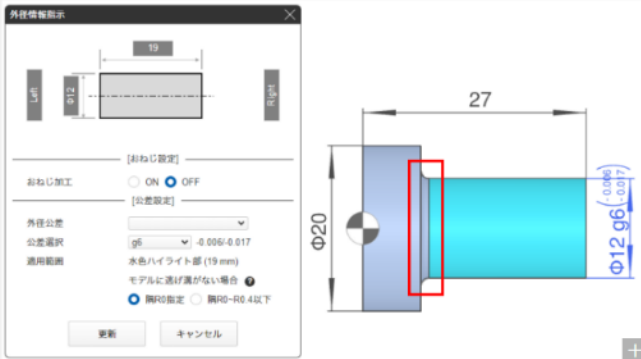 外径情報指示
19
Left
Φ12
Right
[おねじ設定]
おねじ加工 ON OFF
[公差設定]
外径公差
公差選択 g6 -0.006/-0.017
適用範囲 水色ハイライト部 (19 mm)
モデルに逃げ溝がない場合 ?
隅R0指定 隅R0~R0.4以下
更新 キャンセル
27
Φ20
Φ12 g6(-0.006 -0.017)